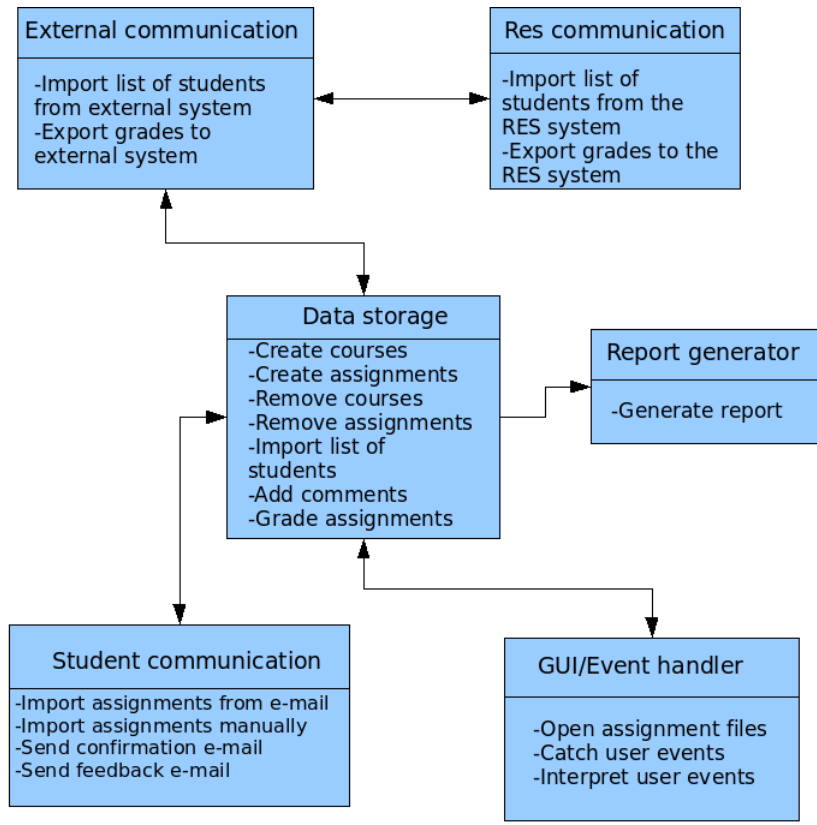 External communication
-Import list of students
from external system
-Export grades to
external system
Res communication
-Import list of
students from the
RES system
-Export grades to the
RES system
Data storage
-Create courses
-Create assignments
-Remove courses
-Remove assignments
-Import list of
students
-Add comments
-Grade assignments
Report generator
-Generate report
Student communication
-Import assignments from e-mail
-Import assignments manually
-Send confirmation e-mail
-Send feedback e-mail
GUI/Event handler
-Open assignment files
-Catch user events
-Interpret user events